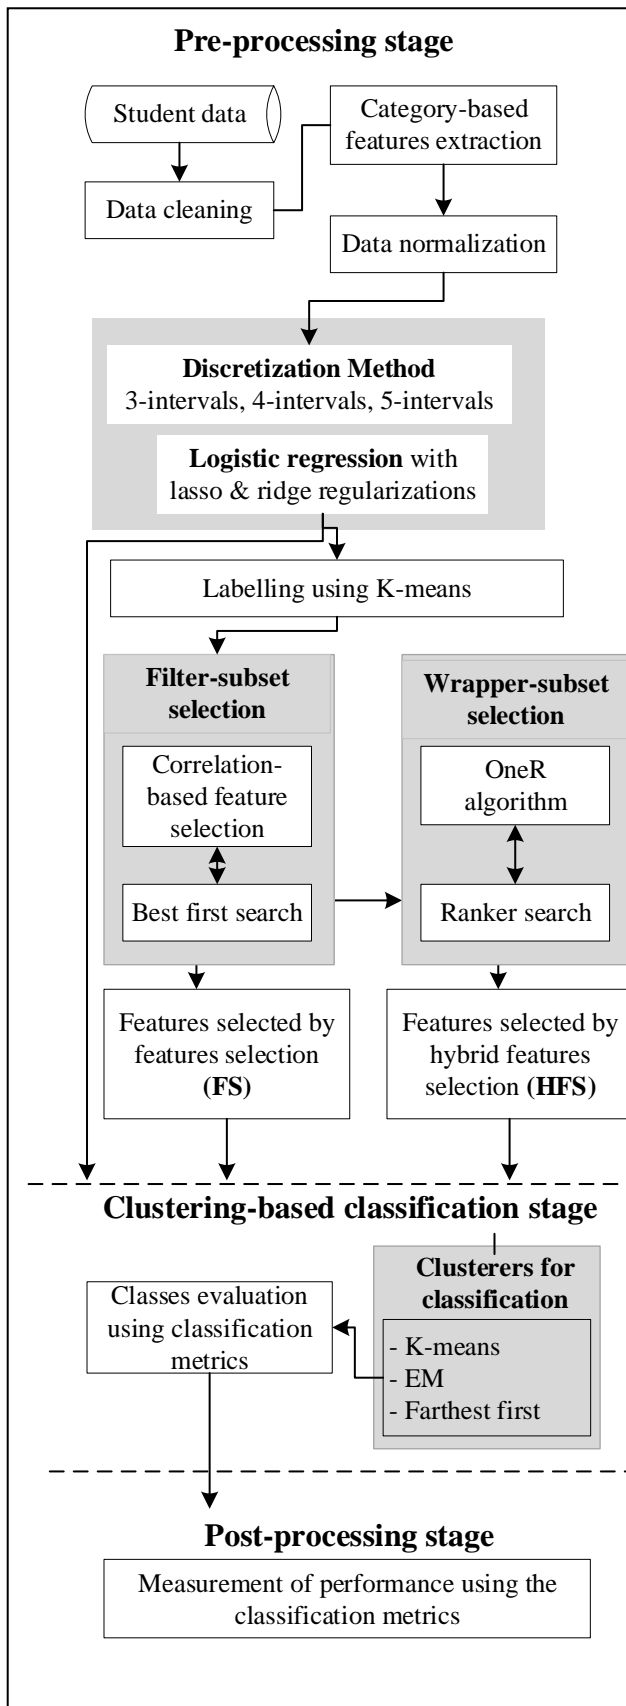 Pre-processing stage
Student data
Category-based
features extraction
Data cleaning
Data normalization
Discretization Method
3-intervals, 4-intervals, 5-intervals
Logistic regression with
lasso & ridge regularizations
Labelling using K-means
Filter-subset
selection
Correlation-
based feature
selection
Best first search
Wrapper-subset
selection
OneR
algorithm
Ranker search
Features selected by
features selection
(FS)
Features selected by
hybrid features
selection (HFS)
Clustering-based classification stage
Clusterers for
classification
- K-means
- EM
- Farthest first
Classes evaluation
using classification
metrics
Post-processing stage
Measurement of performance using the
classification metrics